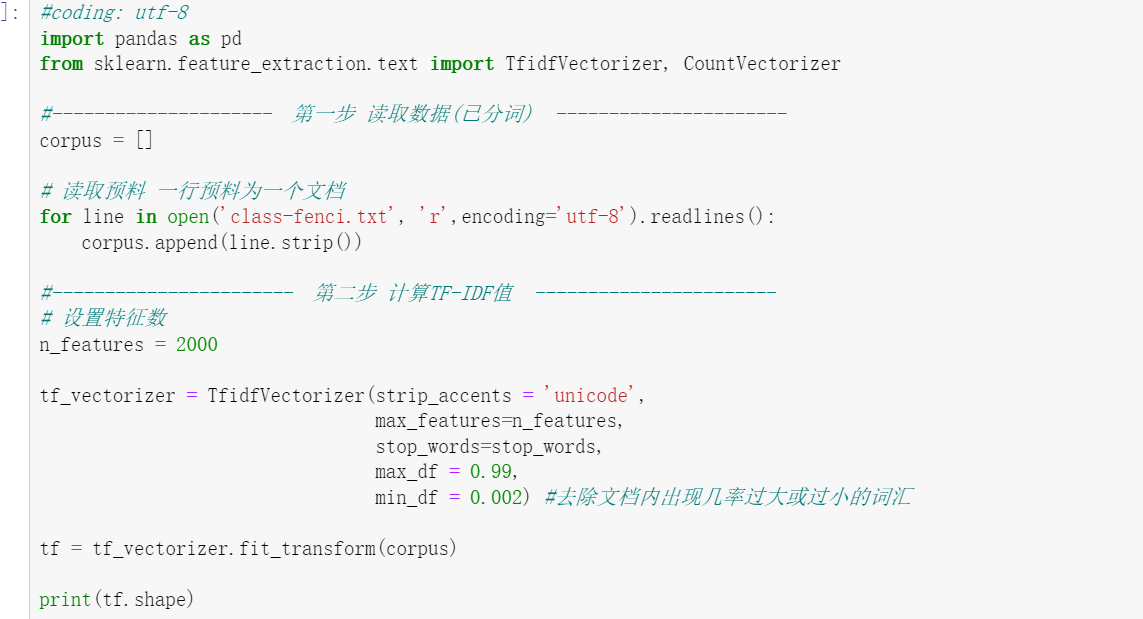 ]:
#coding: utf-8
import pandas as pd
from sklearn.feature_extraction.text import TfidfVectorizer, CountVectorizer
#---------------------  第一步 读取数据(已分词)  ----------------------
corpus = []
# 读取预料 一行预料为一个文档
for line in open('class-fenci.txt', 'r',encoding='utf-8').readlines():
    corpus.append(line.strip())
#-----------------------  第二步 计算TF-IDF值  -----------------------
# 设置特征数
n_features = 2000
tf_vectorizer = TfidfVectorizer(strip_accents = 'unicode',
                                max_features=n_features,
                                stop_words=stop_words,
                                max_df = 0.99,
                                min_df = 0.002) #去除文档内出现几率过大或过小的词汇
tf = tf_vectorizer.fit_transform(corpus)
print(tf.shape)